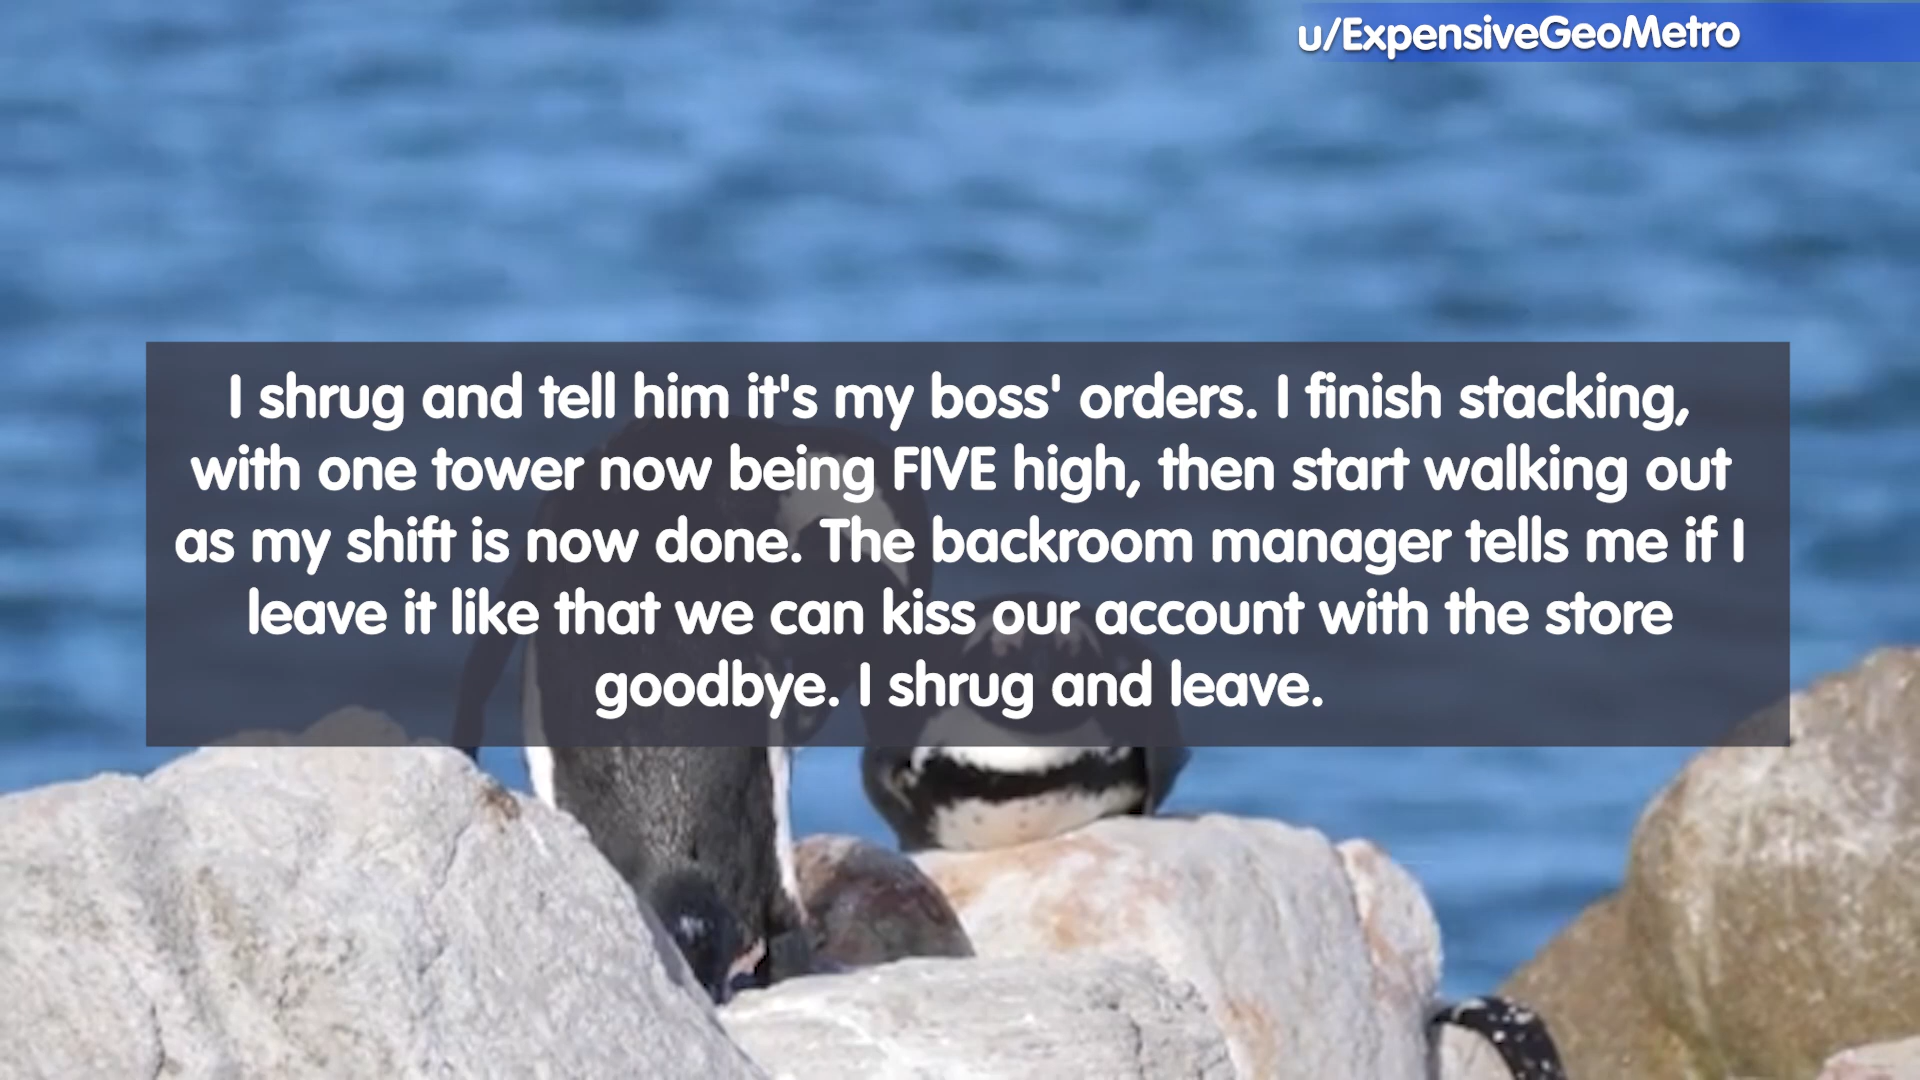 u/ExpensiveGeoMetro
I shrug and tell him it's my boss' orders. I finish stacking,
with one tower now being FIVE high, then start walking out
as my shift is now done. The backroom manager tells me if I
leave it like that we can kiss our account with the store
goodbye. I shrug and leave.